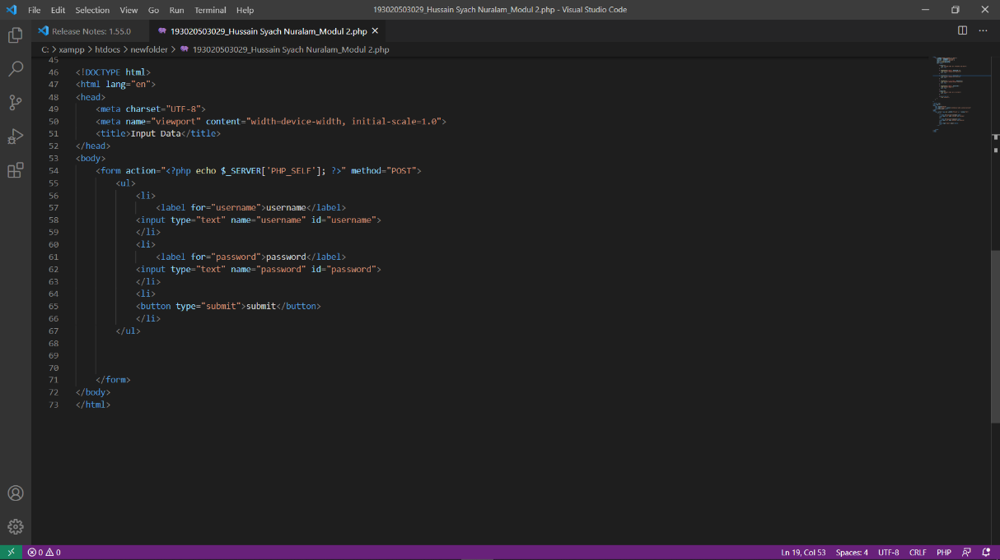 File Edit Selection View Go Run Terminal Help
193020503029_Hussain Syach Nuralam_Modul 2.php - Visual Studio Code
Release Notes: 1.55.0
193020503029_Hussain Syach Nuralam_Modul 2.php
C: > xampp > htdocs > newfolder > 193020503029_Hussain Syach Nuralam_Modul 2.php
45
46 <!DOCTYPE html>
47 <html lang="en">
48 <head>
49     <meta charset="UTF-8">
50     <meta name="viewport" content="width=device-width, initial-scale=1.0">
51     <title>Input Data</title>
52 </head>
53 <body>
54     <form action="<?php echo $_SERVER['PHP_SELF']; ?>" method="POST">
55         <ul>
56             <li>
57                 <label for="username">username</label>
58             <input type="text" name="username" id="username">
59             </li>
60             <li>
61                 <label for="password">password</label>
62             <input type="text" name="password" id="password">
63             </li>
64             <li>
65             <button type="submit">submit</button>
66             </li>
67         </ul>
68
69
70
71     </form>
72 </body>
73 </html>
0 0
Ln 19, Col 53 Spaces: 4 UTF-8 CRLF PHP